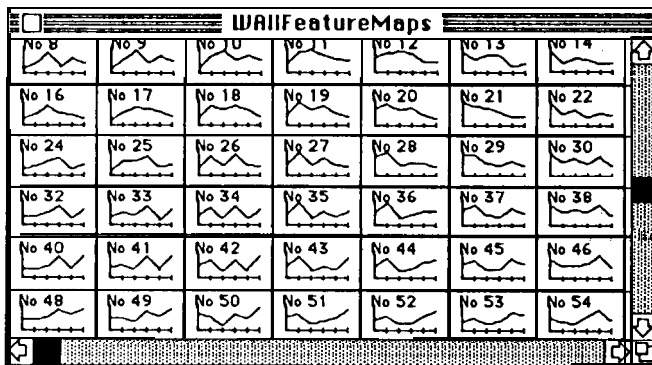 WAllFeatureMaps
No 8 No 9 No 10 No 11 No 12 No 13 No 14
No 16 No 17 No 18 No 19 No 20 No 21 No 22
No 24 No 25 No 26 No 27 No 28 No 29 No 30
No 32 No 33 No 34 No 35 No 36 No 37 No 38
No 40 No 41 No 42 No 43 No 44 No 45 No 46
No 48 No 49 No 50 No 51 No 52 No 53 No 54